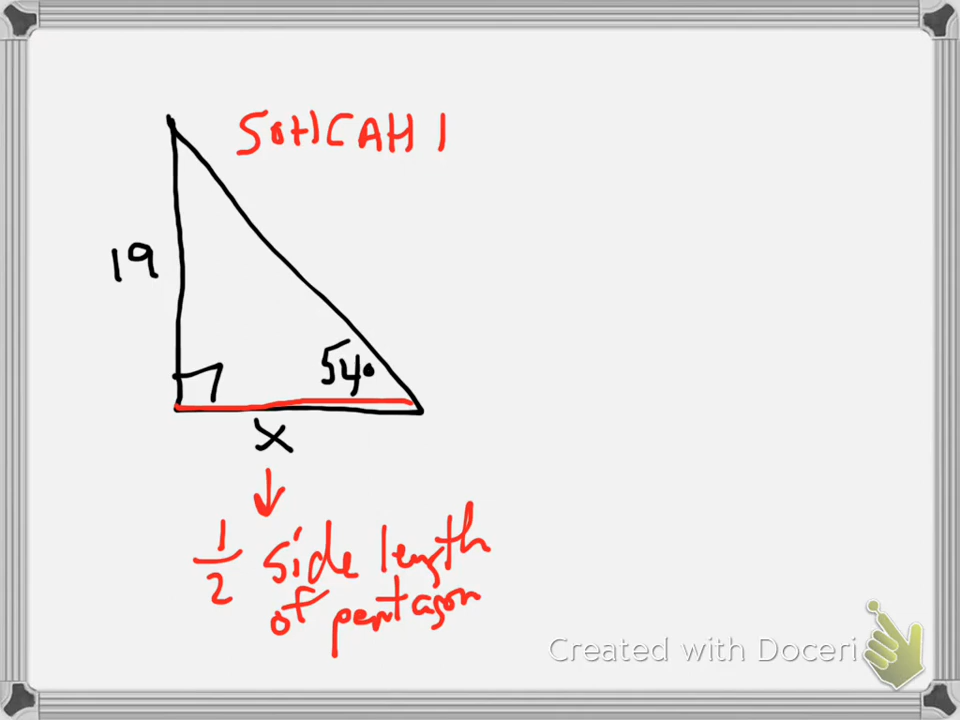 SOHCAH T
19
54°
x
1/2 side length
of pentagon
Created with Doceri